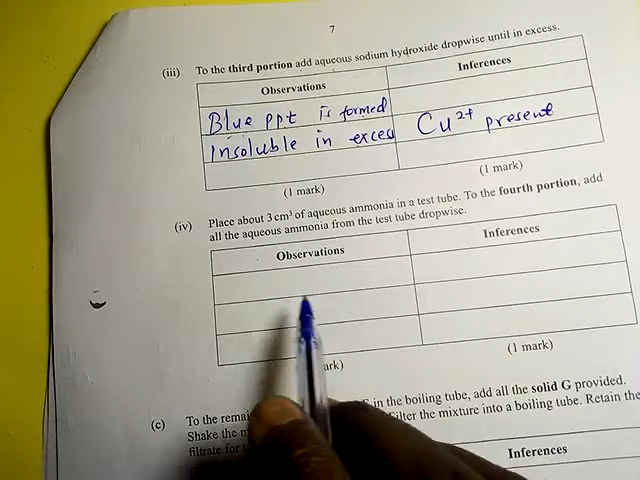 7
(iii) To the third portion add aqueous sodium hydroxide dropwise until in excess.
Observations Inferences
Blue ppt is formed
Insoluble in excess Cu²⁺ present
(1 mark) (1 mark)
(iv) Place about 3 cm³ of aqueous ammonia in a test tube. To the fourth portion, add
all the aqueous ammonia from the test tube dropwise.
Observations Inferences
ark) (1 mark)
(c) To the remai in the boiling tube, add all the solid G provided.
Shake the m Filter the mixture into a boiling tube. Retain the
filtrate for
Inferences